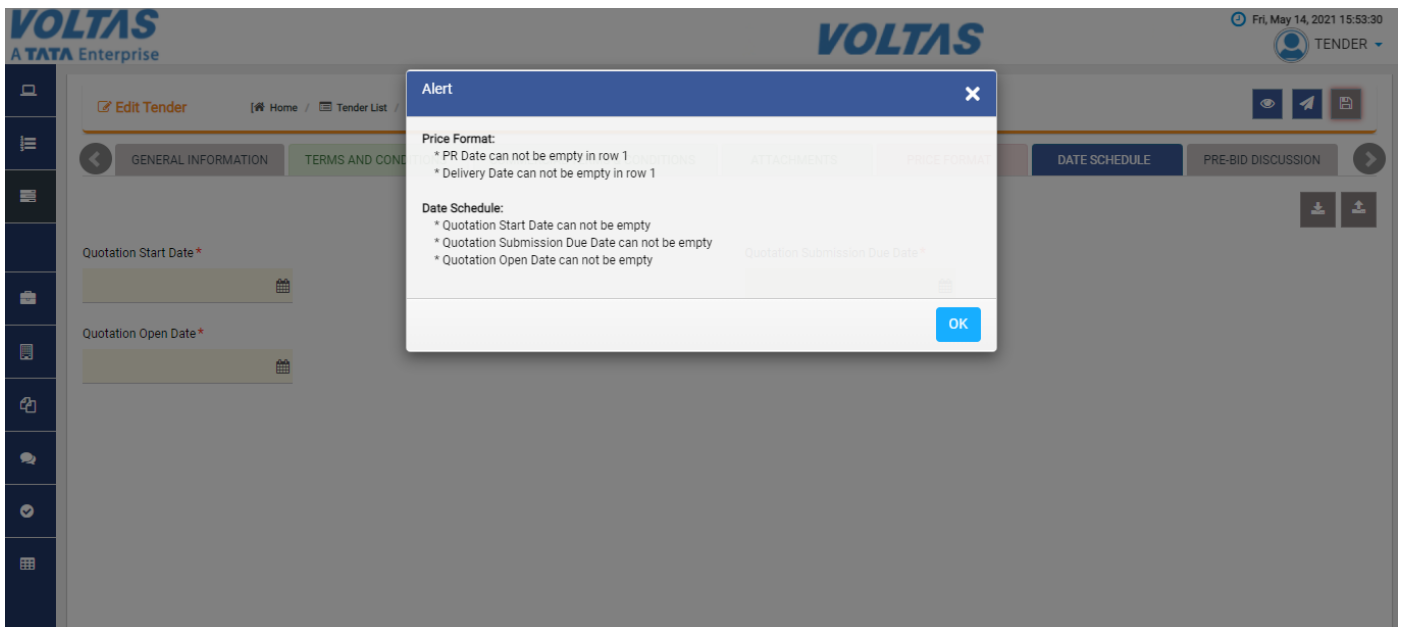 VOLTAS
A TATA Enterprise
VOLTAS
Fri, May 14, 2021 15:53:30
TENDER
Edit Tender
[ Home / Tender List /
GENERAL INFORMATION
TERMS AND COND
CONDITIONS
ATTACHMENTS
PRICE FORMAT
DATE SCHEDULE
PRE-BID DISCUSSION
Alert
Price Format:
* PR Date can not be empty in row 1
* Delivery Date can not be empty in row 1
Date Schedule:
* Quotation Start Date can not be empty
* Quotation Submission Due Date can not be empty
* Quotation Open Date can not be empty
OK
Quotation Start Date*
Quotation Submission Due Date*
Quotation Open Date*